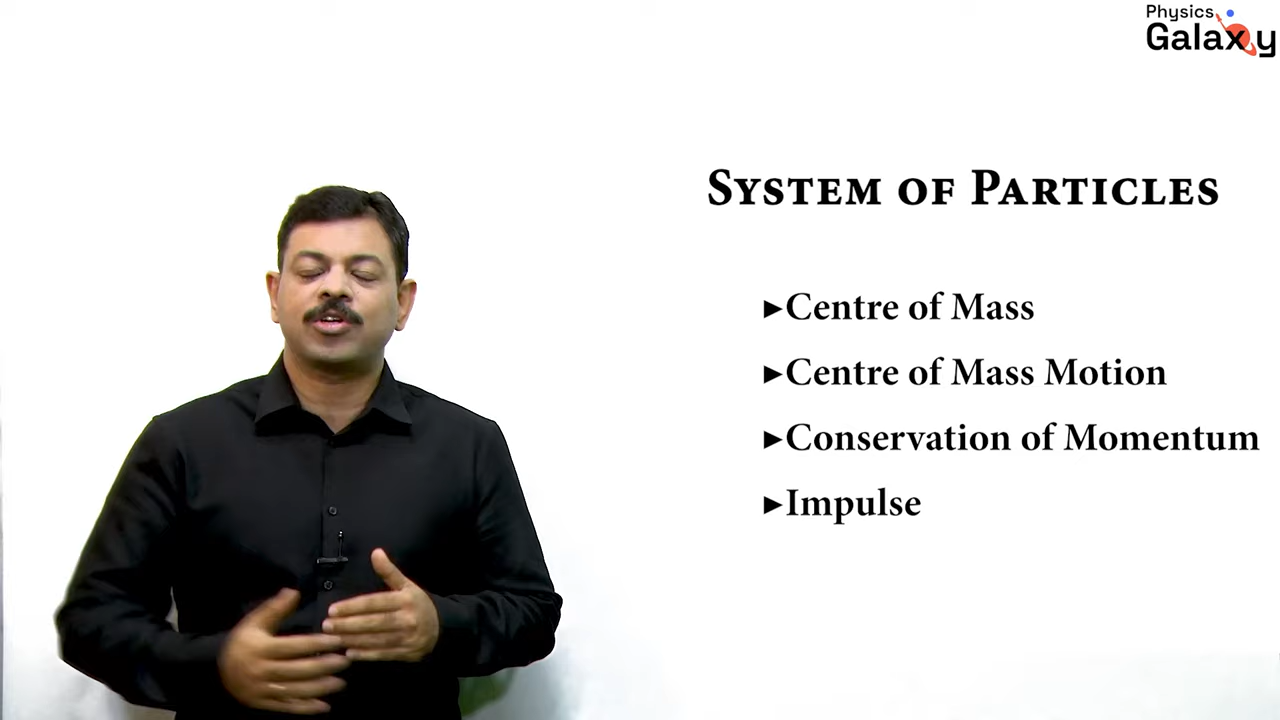 Physics
Galaxy
System of Particles
►Centre of Mass
►Centre of Mass Motion
►Conservation of Momentum
►Impulse